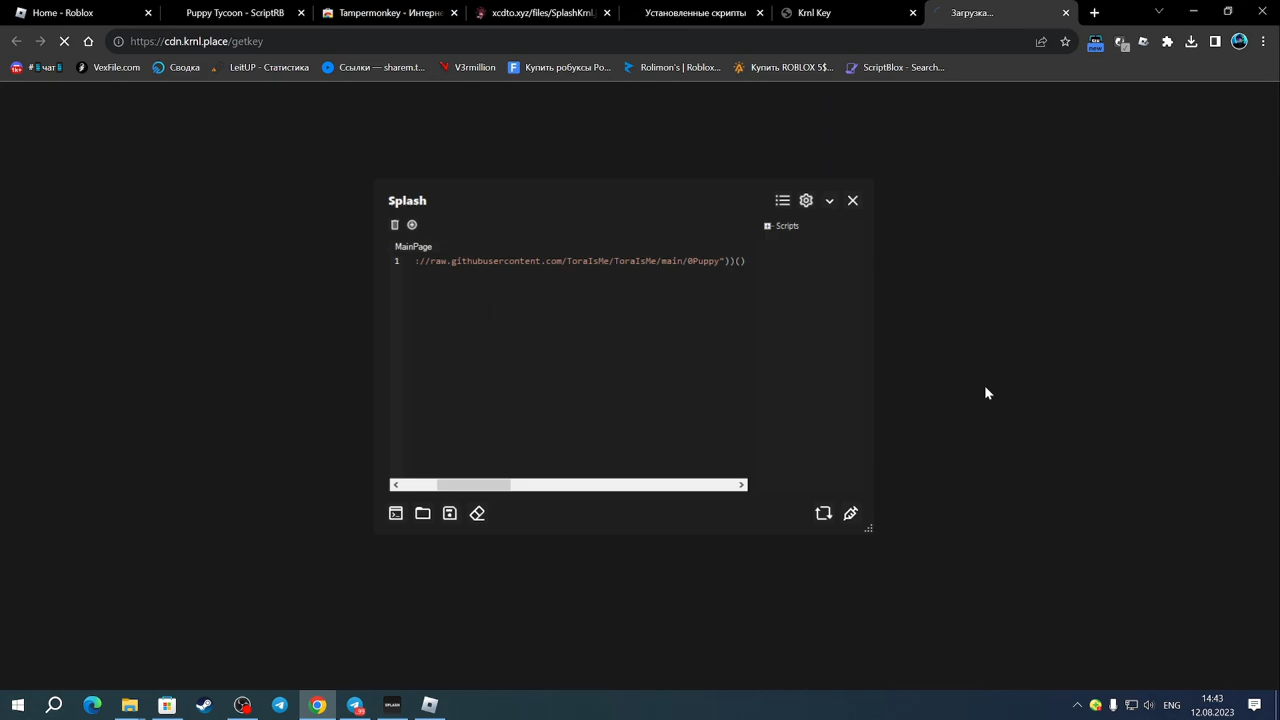 Home - Roblox
Puppy Tycoon - ScriptRB
Tampermonkey - Интерне
xcdto.xyz/files/SplashKrnl.
Установленные скрипты
Krnl Key
Загрузка...
https://cdn.krnl.place/getkey
new
VexFile.com
Сводка
LeitUP - Статистика
Ссылки — sharem.t...
V3rmillion
Купить робуксы Ро...
Rolimon's | Roblox...
Купить ROBLOX 5$...
ScriptBlox - Search...
Splash
MainPage
Scripts
1 ://raw.githubusercontent.com/ToraIsMe/ToraIsMe/main/0Puppy"))()
SPLASH
ENG
14:43
12.08.2023